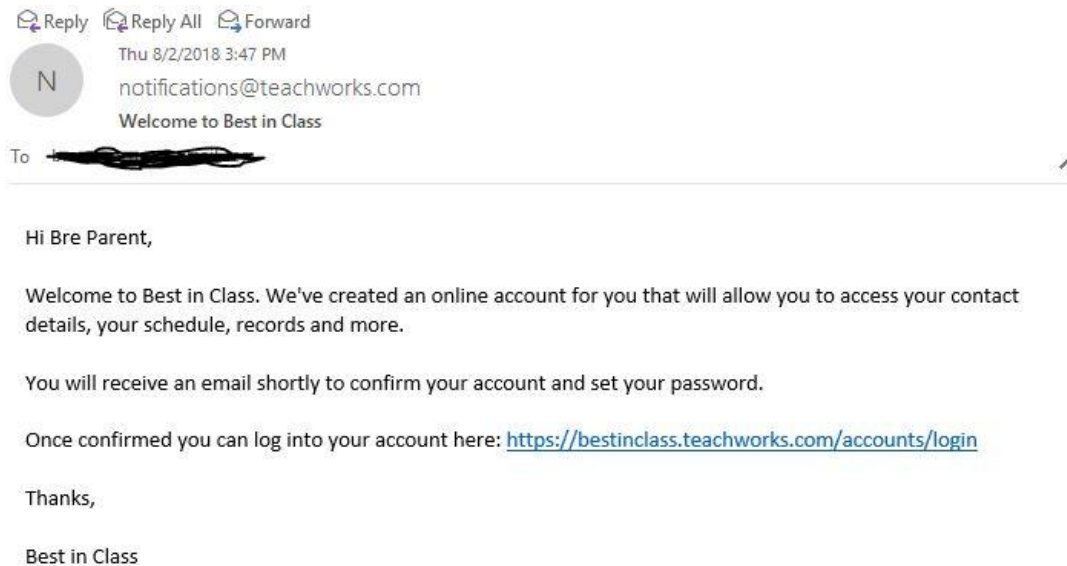 Reply Reply All Forward
Thu 8/2/2018 3:47 PM
N
notifications@teachworks.com
Welcome to Best in Class
To
Hi Bre Parent,
Welcome to Best in Class. We've created an online account for you that will allow you to access your contact
details, your schedule, records and more.
You will receive an email shortly to confirm your account and set your password.
Once confirmed you can log into your account here: https://bestinclass.teachworks.com/accounts/login
Thanks,
Best in Class